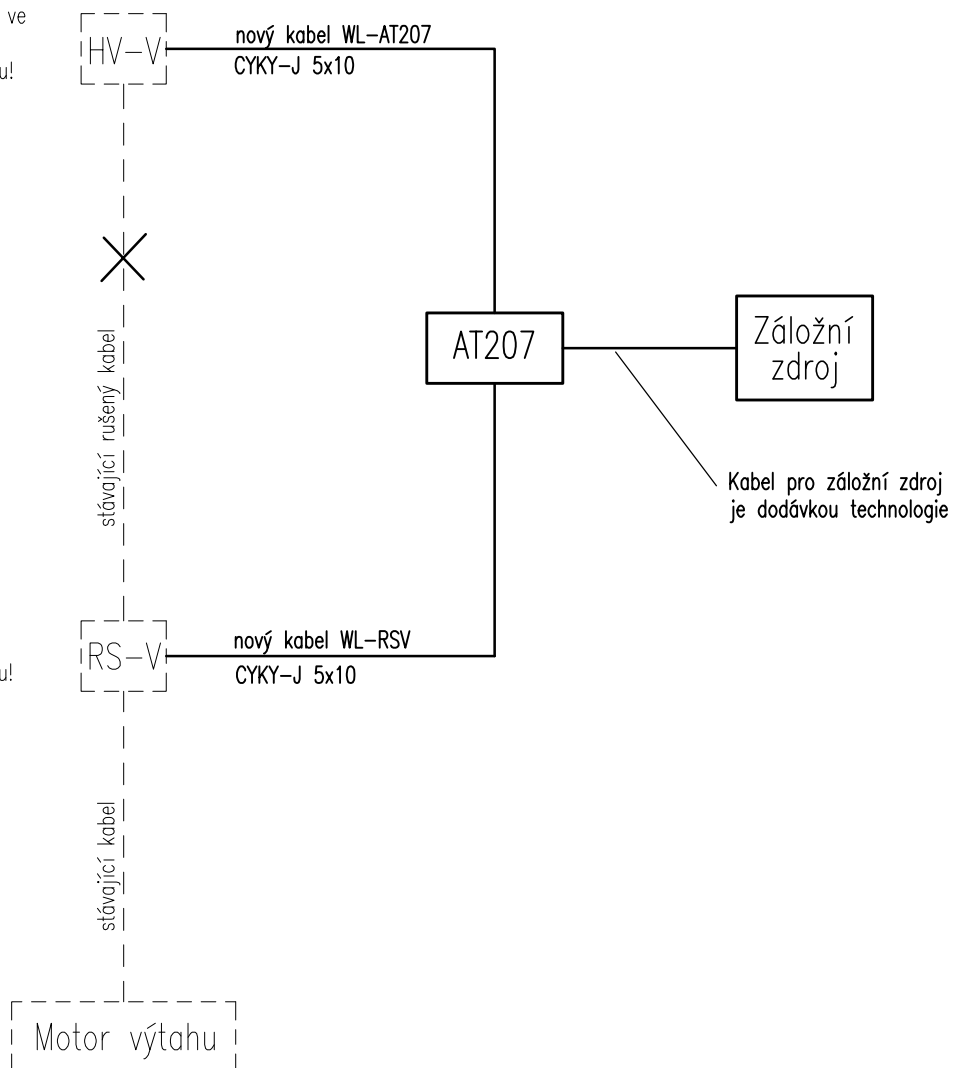 ve
HV-V
u!
nový kabel WL-AT207
CYKY-J 5x10
stávající rušený kabel
AT207
Záložní
zdroj
Kabel pro záložní zdroj
je dodávkou technologie
RS-V
u!
nový kabel WL-RSV
CYKY-J 5x10
stávající kabel
Motor výtahu